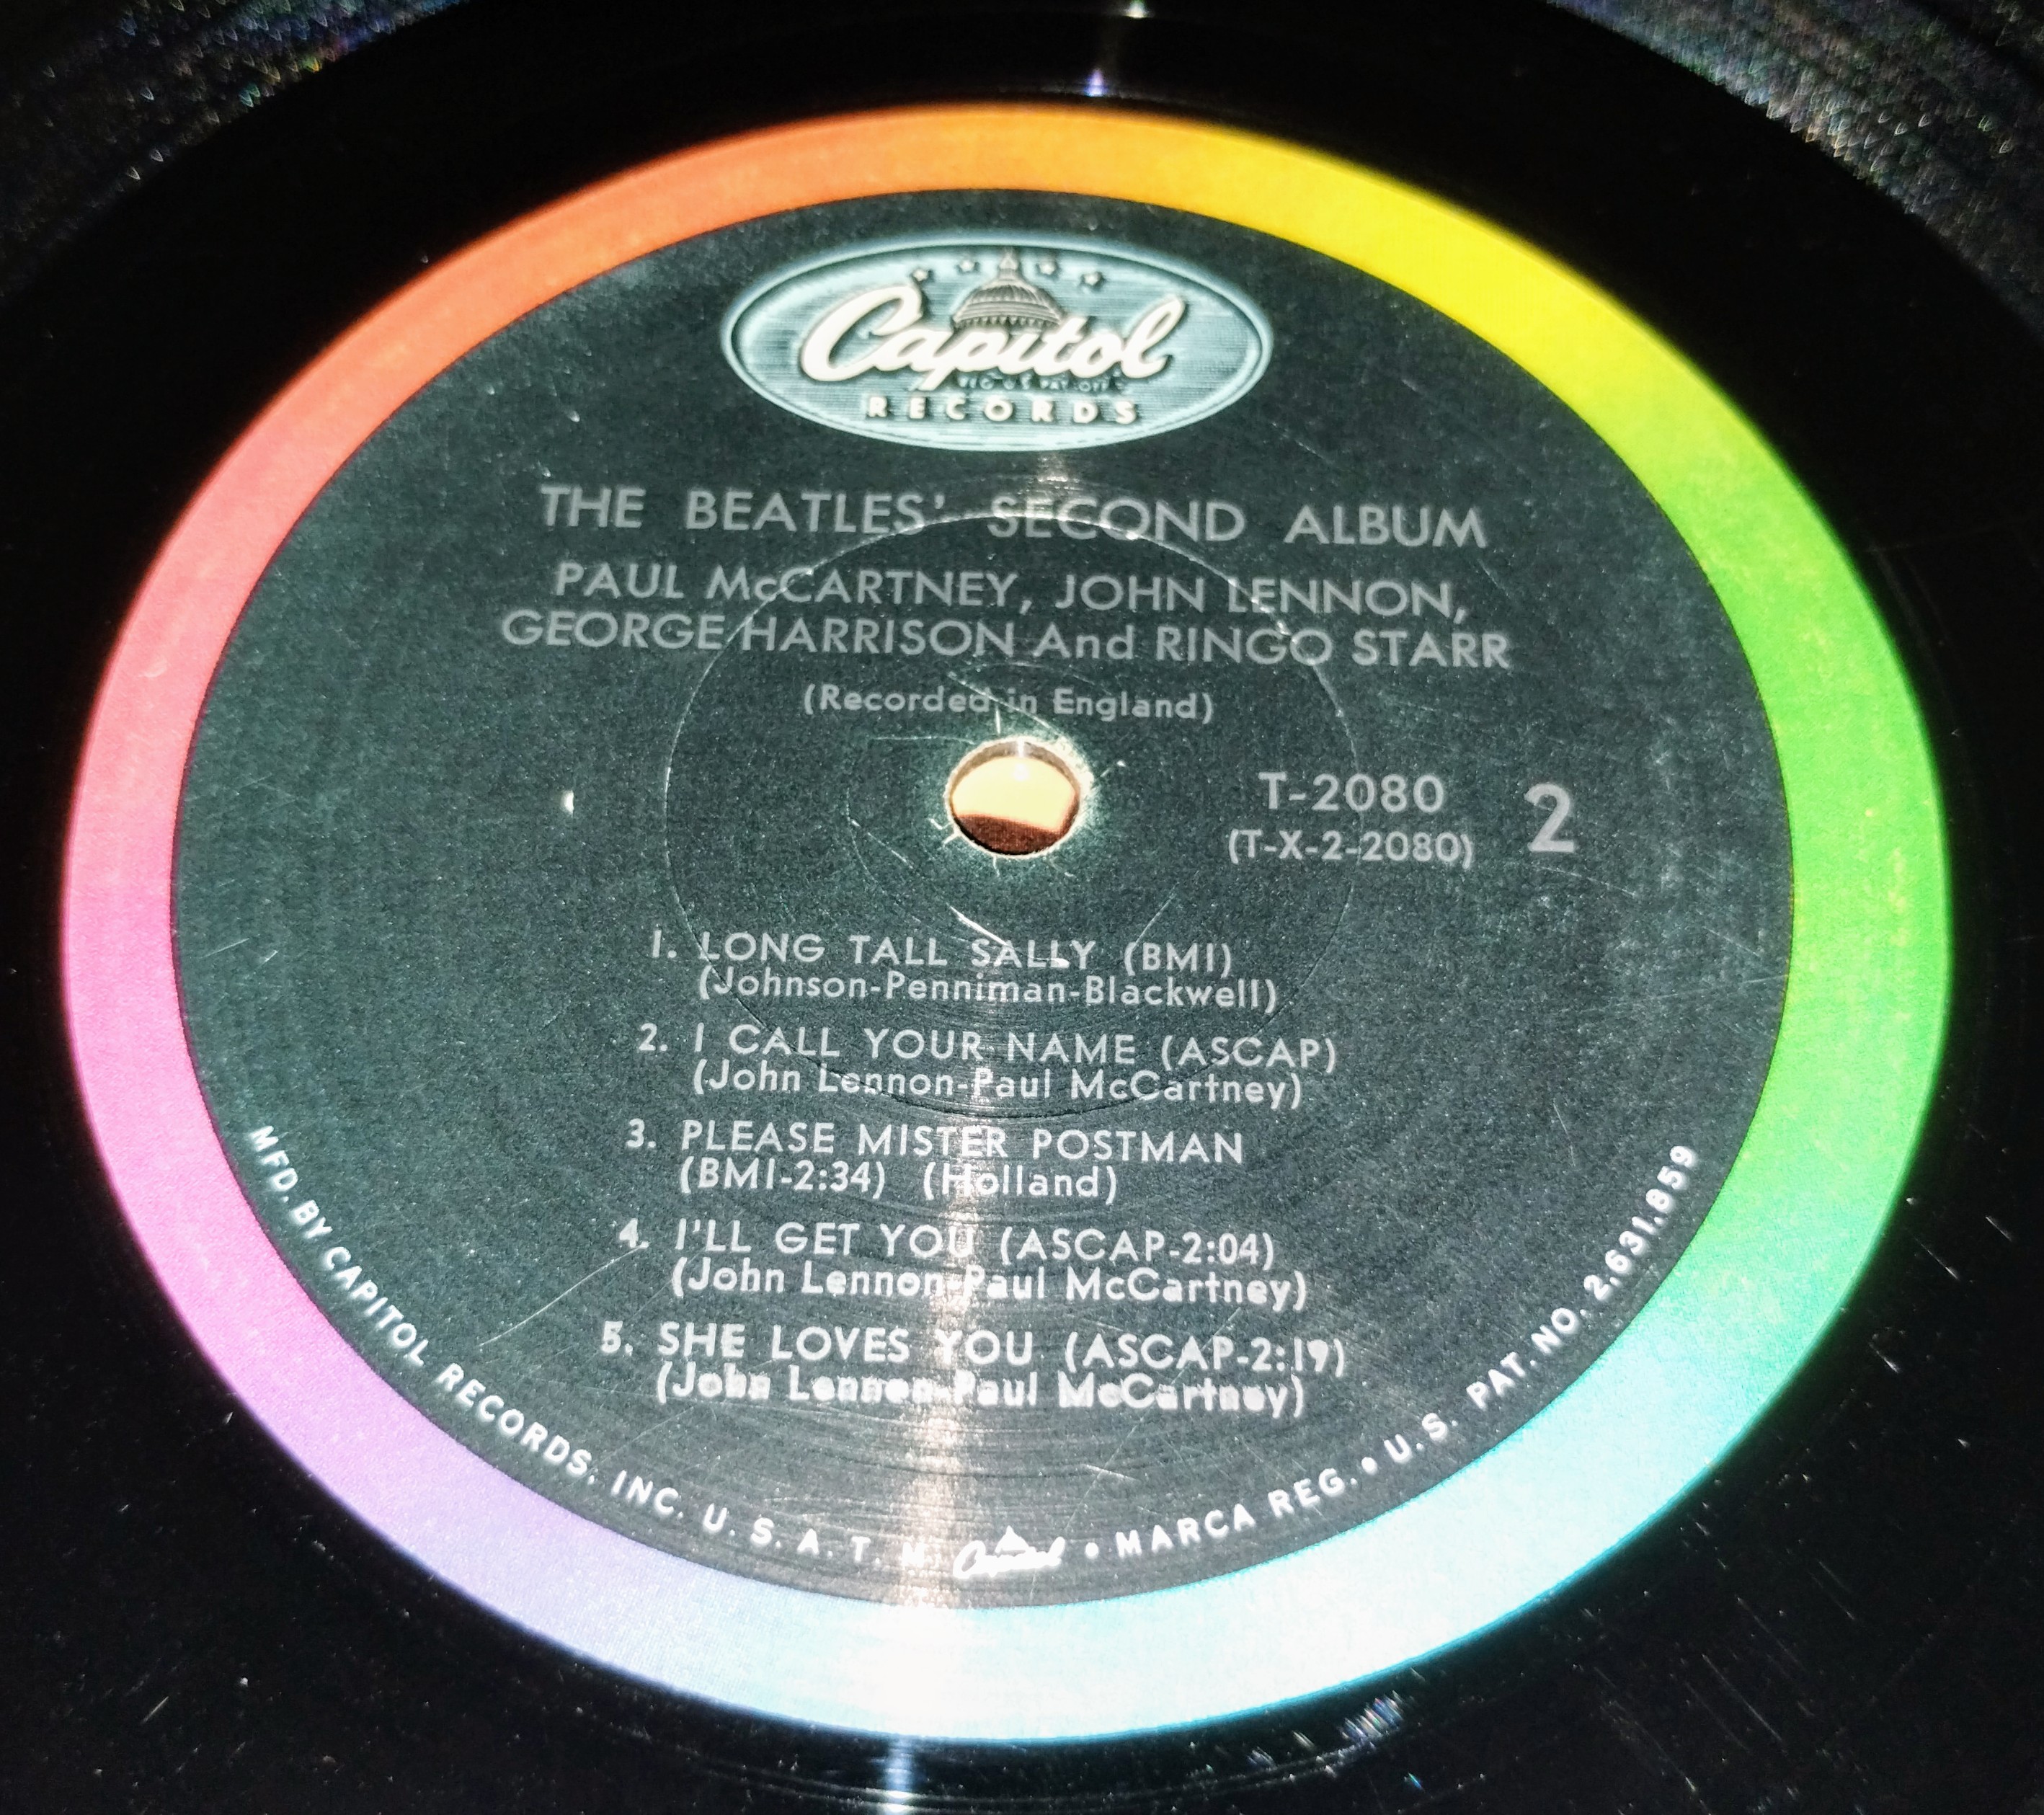 Capitol
REG. U.S. PAT. OFF.
RECORDS
THE BEATLES' SECOND ALBUM
PAUL McCARTNEY, JOHN LENNON,
GEORGE HARRISON And RINGO STARR
(Recorded in England)
T-2080
(T-X-2-2080)
2
1. LONG TALL SALLY (BMI)
(Johnson-Penniman-Blackwell)
2. I CALL YOUR NAME (ASCAP)
(John Lennon-Paul McCartney)
3. PLEASE MISTER POSTMAN
(BMI-2:34) (Holland)
4. I'LL GET YOU (ASCAP-2:04)
(John Lennon-Paul McCartney)
5. SHE LOVES YOU (ASCAP-2:19)
(John Lennon-Paul McCartney)
MFD. BY CAPITOL RECORDS, INC. U. S. A. T. M. Capitol • MARCA REG. • U. S. PAT. NO. 2,631,859